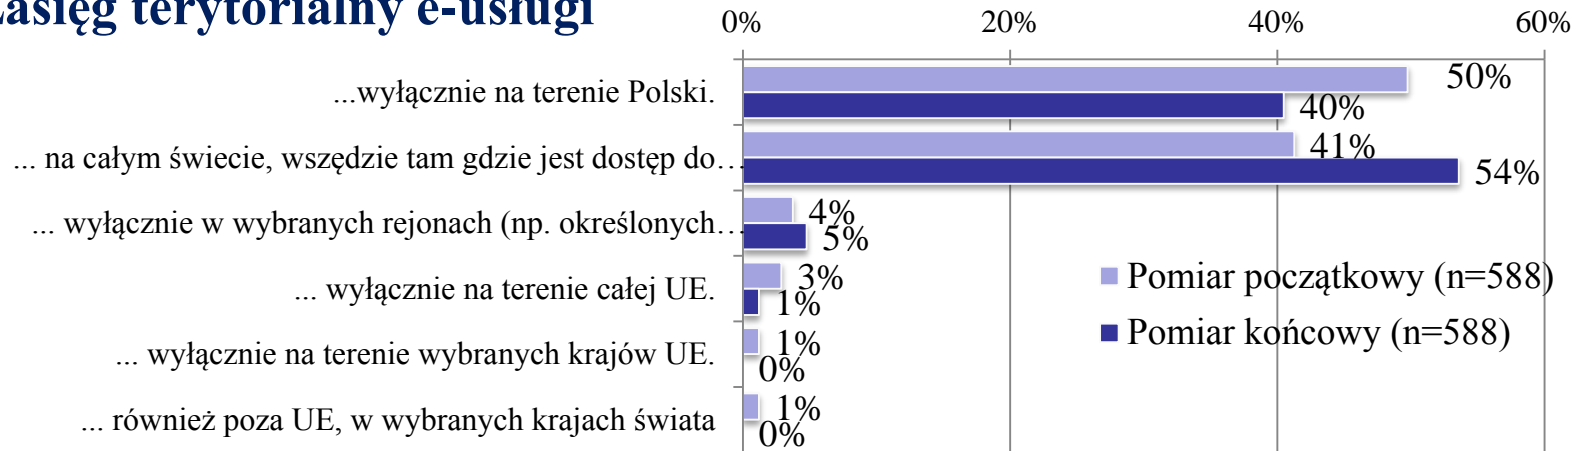 Zasięg terytorialny e-usługi
0% 20% 40% 60%
...wyłącznie na terenie Polski.
50%
40%
... na całym świecie, wszędzie tam gdzie jest dostęp do…
41%
54%
... wyłącznie w wybranych rejonach (np. określonych…
4%
5%
... wyłącznie na terenie całej UE.
3%
1%
... wyłącznie na terenie wybranych krajów UE.
1%
0%
... również poza UE, w wybranych krajach świata
1%
0%
Pomiar początkowy (n=588)
Pomiar końcowy (n=588)